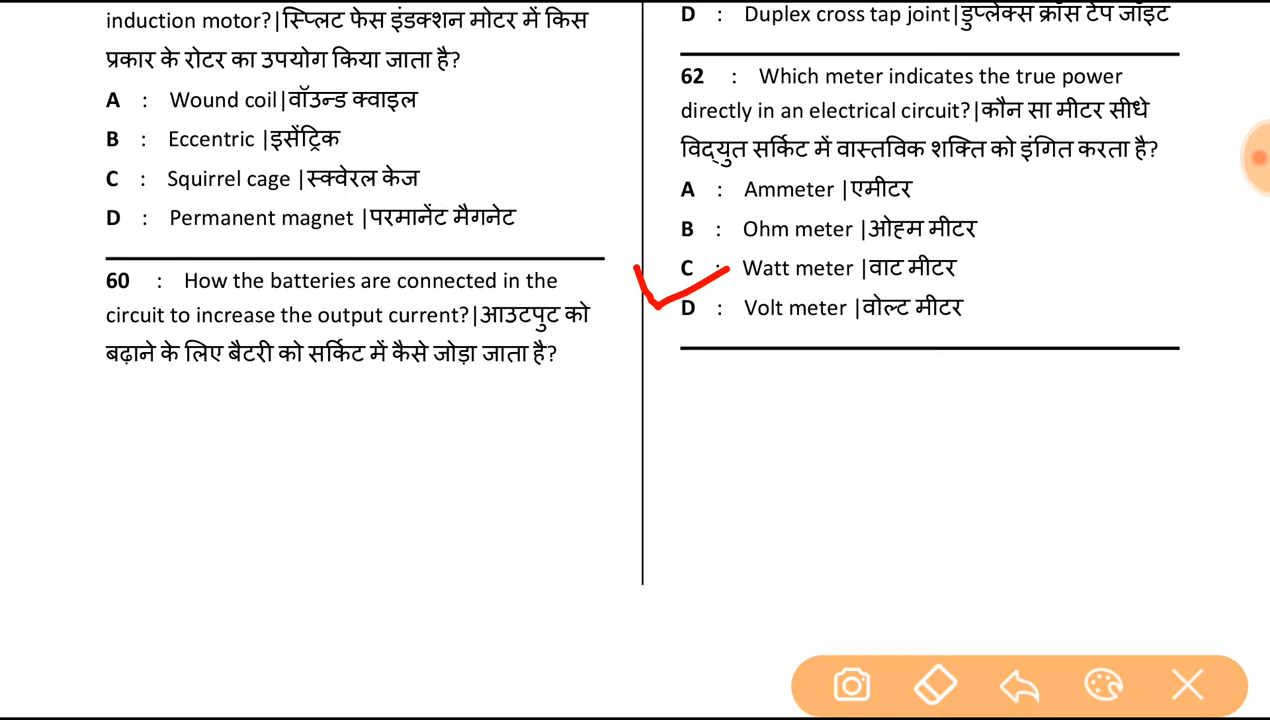 induction motor?|स्प्लिट फेस इंडक्शन मोटर में किस
प्रकार के रोटर का उपयोग किया जाता है?
A : Wound coil|वॉउन्ड क्वाइल
B : Eccentric |इसेंट्रिक
C : Squirrel cage |स्क्वेरल केज
D : Permanent magnet |परमानेंट मैगनेट
60 : How the batteries are connected in the
circuit to increase the output current?|आउटपुट को
बढ़ाने के लिए बैटरी को सर्किट में कैसे जोड़ा जाता है?
D : Duplex cross tap joint|डुप्लेक्स क्रॉस टेप जॉइट
62 : Which meter indicates the true power
directly in an electrical circuit?|कौन सा मीटर सीधे
विद्युत सर्किट में वास्तविक शक्ति को इंगित करता है?
A : Ammeter |एमीटर
B : Ohm meter |ओह्म मीटर
C : Watt meter |वाट मीटर
D : Volt meter |वोल्ट मीटर